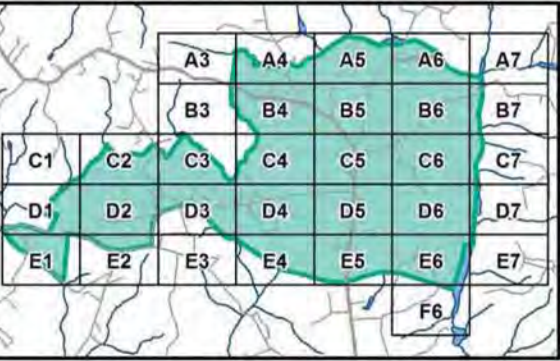 A3 A4 A5 A6 A7
B3 B4 B5 B6 B7
C1 C2 C3 C4 C5 C6 C7
D1 D2 D3 D4 D5 D6 D7
E1 E2 E3 E4 E5 E6 E7
F6